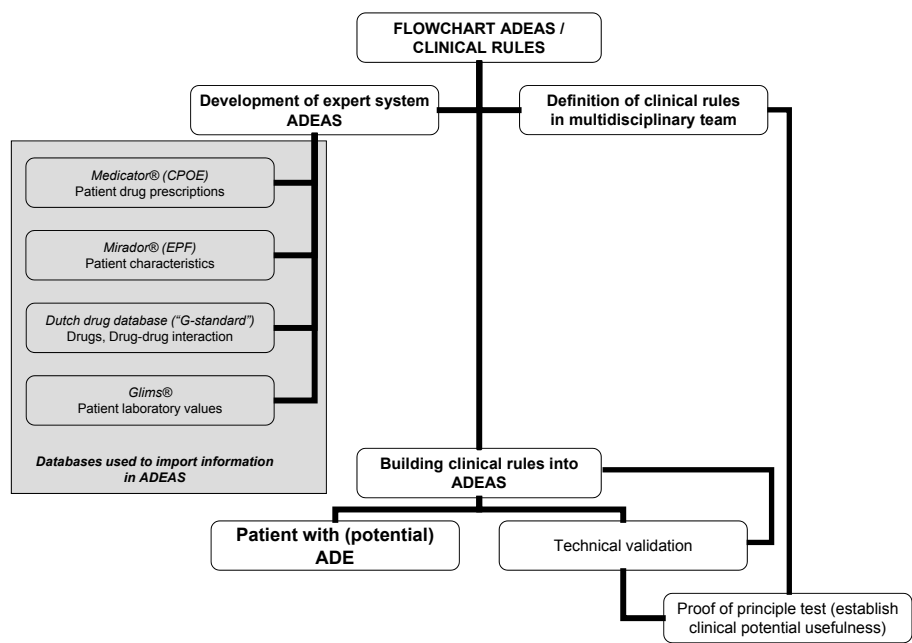 FLOWCHART ADEAS /
CLINICAL RULES
Development of expert system
ADEAS
Definition of clinical rules
in multidisciplinary team
Medicator® (CPOE)
Patient drug prescriptions
Mirador® (EPF)
Patient characteristics
Dutch drug database (“G-standard”)
Drugs, Drug-drug interaction
Glims®
Patient laboratory values
Databases used to import information
in ADEAS
Building clinical rules into
ADEAS
Patient with (potential)
ADE
Technical validation
Proof of principle test (establish
clinical potential usefulness)